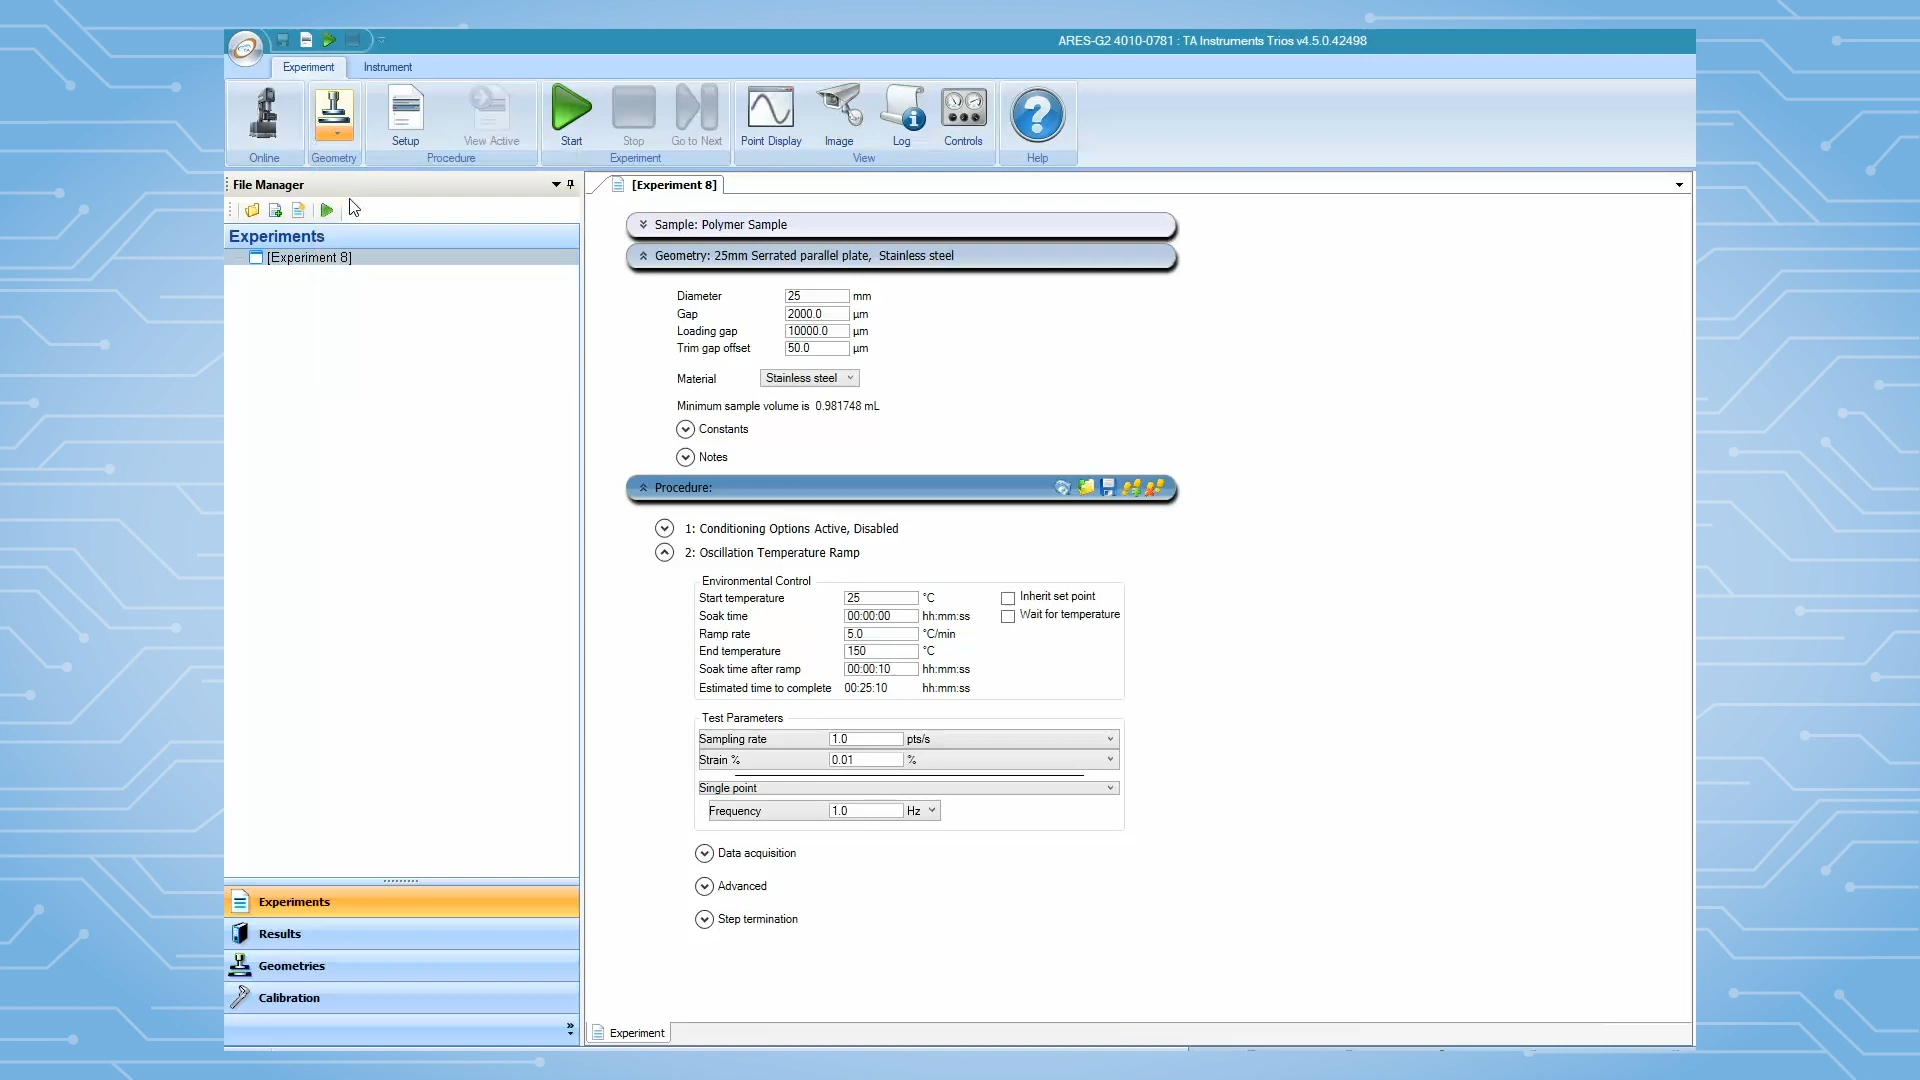 ARES-G2 4010-0781 : TA Instruments Trios v4.5.0.42498
Experiment Instrument
Setup View Active Start Stop Go to Next Point Display Image Log Controls
Online Geometry Procedure Experiment View Help
File Manager
[Experiment 8]
Experiments
[Experiment 8]
Sample: Polymer Sample
Geometry: 25mm Serrated parallel plate, Stainless steel
Diameter 25 mm
Gap 2000.0 µm
Loading gap 10000.0 µm
Trim gap offset 50.0 µm
Material Stainless steel
Minimum sample volume is 0.981748 mL
Constants
Notes
Procedure:
1: Conditioning Options Active, Disabled
2: Oscillation Temperature Ramp
Environmental Control
Start temperature 25 °C Inherit set point
Soak time 00:00:00 hh:mm:ss Wait for temperature
Ramp rate 5.0 °C/min
End temperature 150 °C
Soak time after ramp 00:00:10 hh:mm:ss
Estimated time to complete 00:25:10 hh:mm:ss
Test Parameters
Sampling rate 1.0 pts/s
Strain % 0.01 %
Single point
Frequency 1.0 Hz
Data acquisition
Advanced
Step termination
Experiments
Results
Geometries
Calibration
Experiment